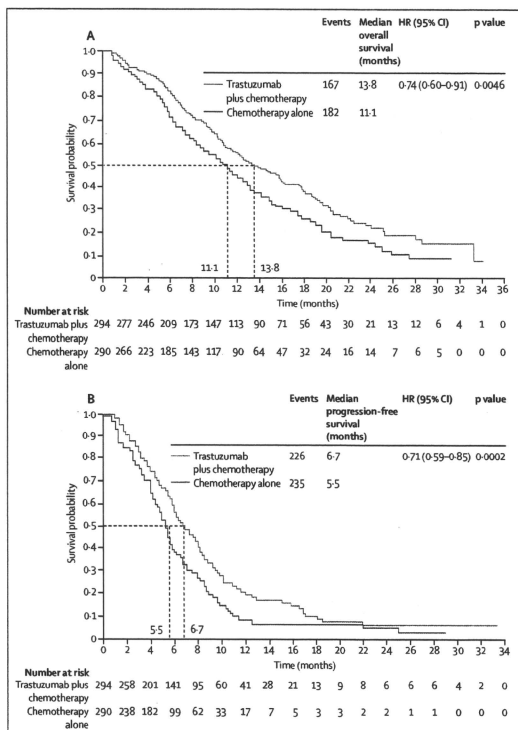 A
Events Median overall survival (months) HR (95% CI) p value
Trastuzumab plus chemotherapy 167 13·8 0·74 (0·60–0·91) 0·0046
Chemotherapy alone 182 11·1
Survival probability
1·0
0·9
0·8
0·7
0·6
0·5
0·4
0·3
0·2
0·1
0
11·1 13·8
0 2 4 6 8 10 12 14 16 18 20 22 24 26 28 30 32 34 36
Time (months)
Number at risk
Trastuzumab plus chemotherapy 294 277 246 209 173 147 113 90 71 56 43 30 21 13 12 6 4 1 0
Chemotherapy alone 290 266 223 185 143 117 90 64 47 32 24 16 14 7 6 5 0 0 0
B
Events Median progression-free survival (months) HR (95% CI) p value
Trastuzumab plus chemotherapy 226 6·7 0·71 (0·59–0·85) 0·0002
Chemotherapy alone 235 5·5
Survival probability
1·0
0·9
0·8
0·7
0·6
0·5
0·4
0·3
0·2
0·1
0
5·5 6·7
0 2 4 6 8 10 12 14 16 18 20 22 24 26 28 30 32 34
Time (months)
Number at risk
Trastuzumab plus chemotherapy 294 258 201 141 95 60 41 28 21 13 9 8 6 6 6 4 2 0
Chemotherapy alone 290 238 182 99 62 33 17 7 5 3 3 2 2 1 1 0 0 0